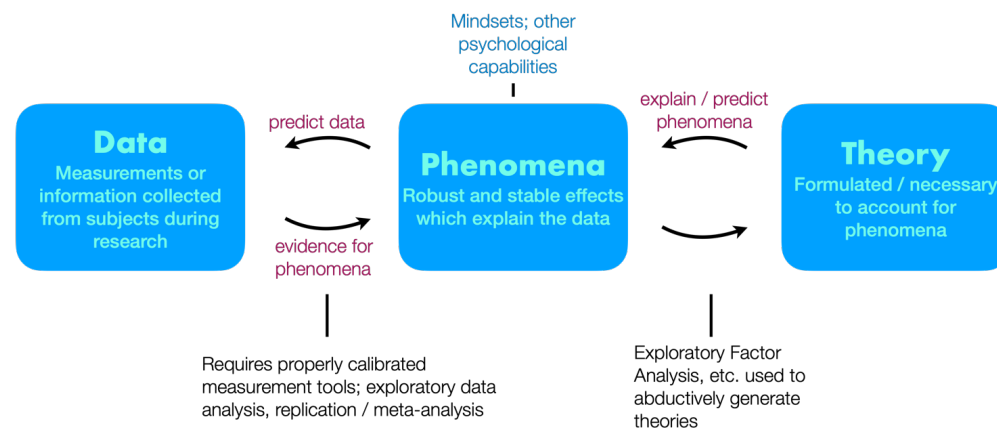 Mindsets; other
psychological
capabilities
Data
Measurements or
information collected
from subjects during
research
predict data
evidence for
phenomena
Phenomena
Robust and stable effects
which explain the data
explain / predict
phenomena
Theory
Formulated / necessary
to account for
phenomena
Requires properly calibrated
measurement tools; exploratory data
analysis, replication / meta-analysis
Exploratory Factor
Analysis, etc. used to
abductively generate
theories